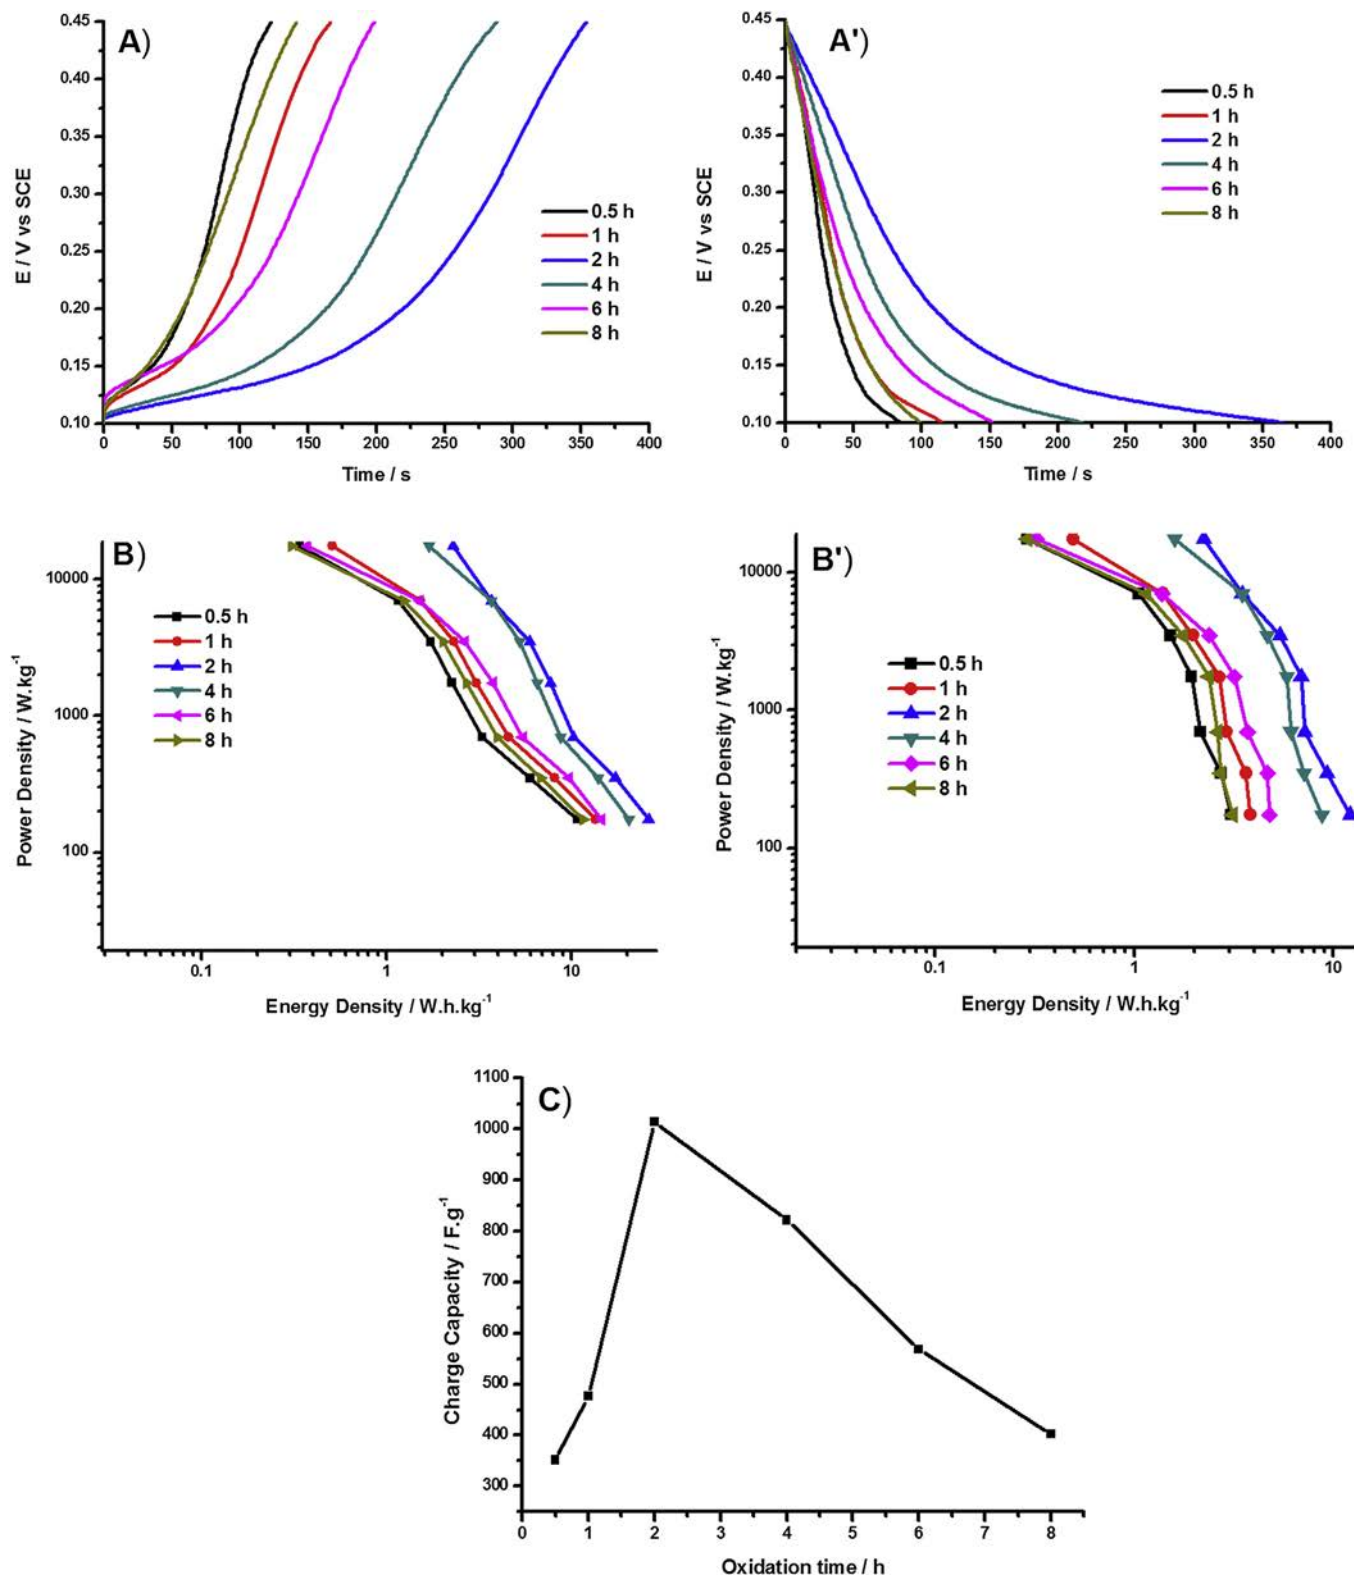 A)
0.45
0.40
0.35
0.30
0.25
0.20
0.15
0.10
E / V vs SCE
0.5 h
1 h
2 h
4 h
6 h
8 h
0 50 100 150 200 250 300 350 400
Time / s
A')
0.45
0.40
0.35
0.30
0.25
0.20
0.15
0.10
E / V vs SCE
0.5 h
1 h
2 h
4 h
6 h
8 h
0 50 100 150 200 250 300 350 400
Time / s
B)
10000
1000
100
Power Density / W.kg-1
0.5 h
1 h
2 h
4 h
6 h
8 h
0.1 1 10
Energy Density / W.h.kg-1
B')
10000
1000
100
Power Density / W.kg-1
0.5 h
1 h
2 h
4 h
6 h
8 h
0.1 1 10
Energy Density / W.h.kg-1
C)
1100
1000
900
800
700
600
500
400
300
Charge Capacity / F.g-1
0 1 2 3 4 5 6 7 8
Oxidation time / h